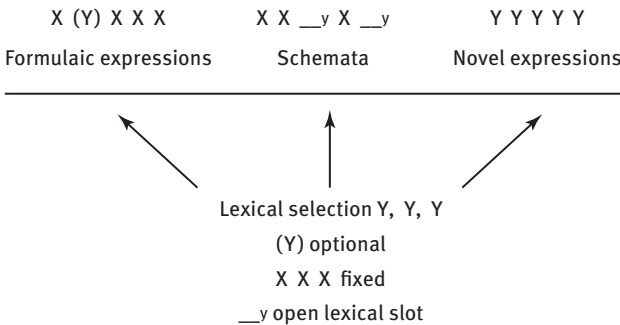 X (Y) X X X X X __y X __y Y Y Y Y Y
Formulaic expressions Schemata Novel expressions
Lexical selection Y, Y, Y
(Y) optional
X X X fixed
__y open lexical slot